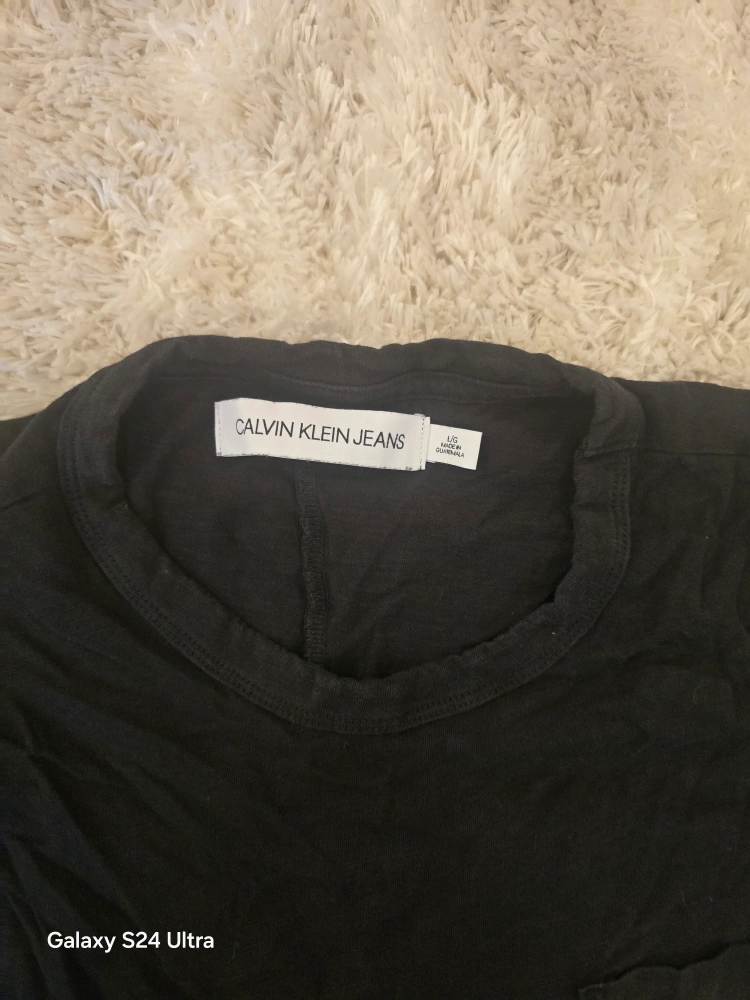 CALVIN KLEIN JEANS
L/G
MADE IN
GUATEMALA
Galaxy S24 Ultra